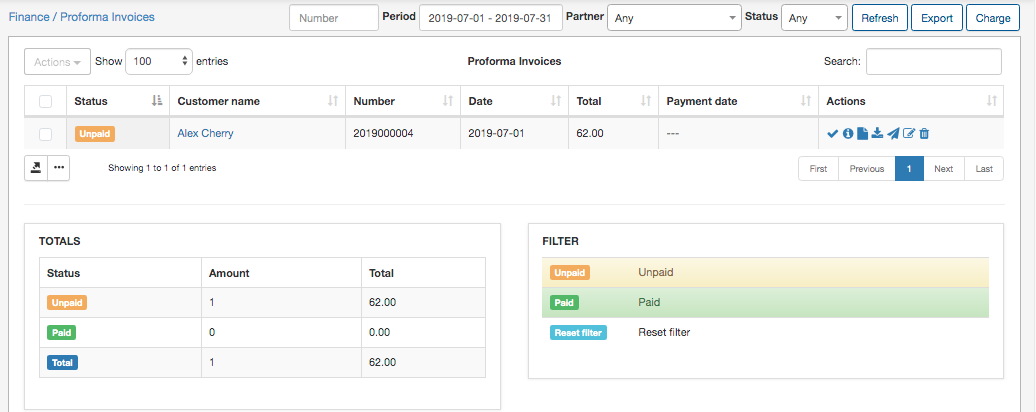 Finance / Proforma Invoices Number Period 2019-07-01 - 2019-07-31 Partner Any Status Any Refresh Export Charge
Actions Show 100 entries Proforma Invoices Search:
Status Customer name Number Date Total Payment date Actions
Unpaid Alex Cherry 2019000004 2019-07-01 62.00 ---
Showing 1 to 1 of 1 entries First Previous 1 Next Last
TOTALS
Status Amount Total
Unpaid 1 62.00
Paid 0 0.00
Total 1 62.00
FILTER
Unpaid Unpaid
Paid Paid
Reset filter Reset filter